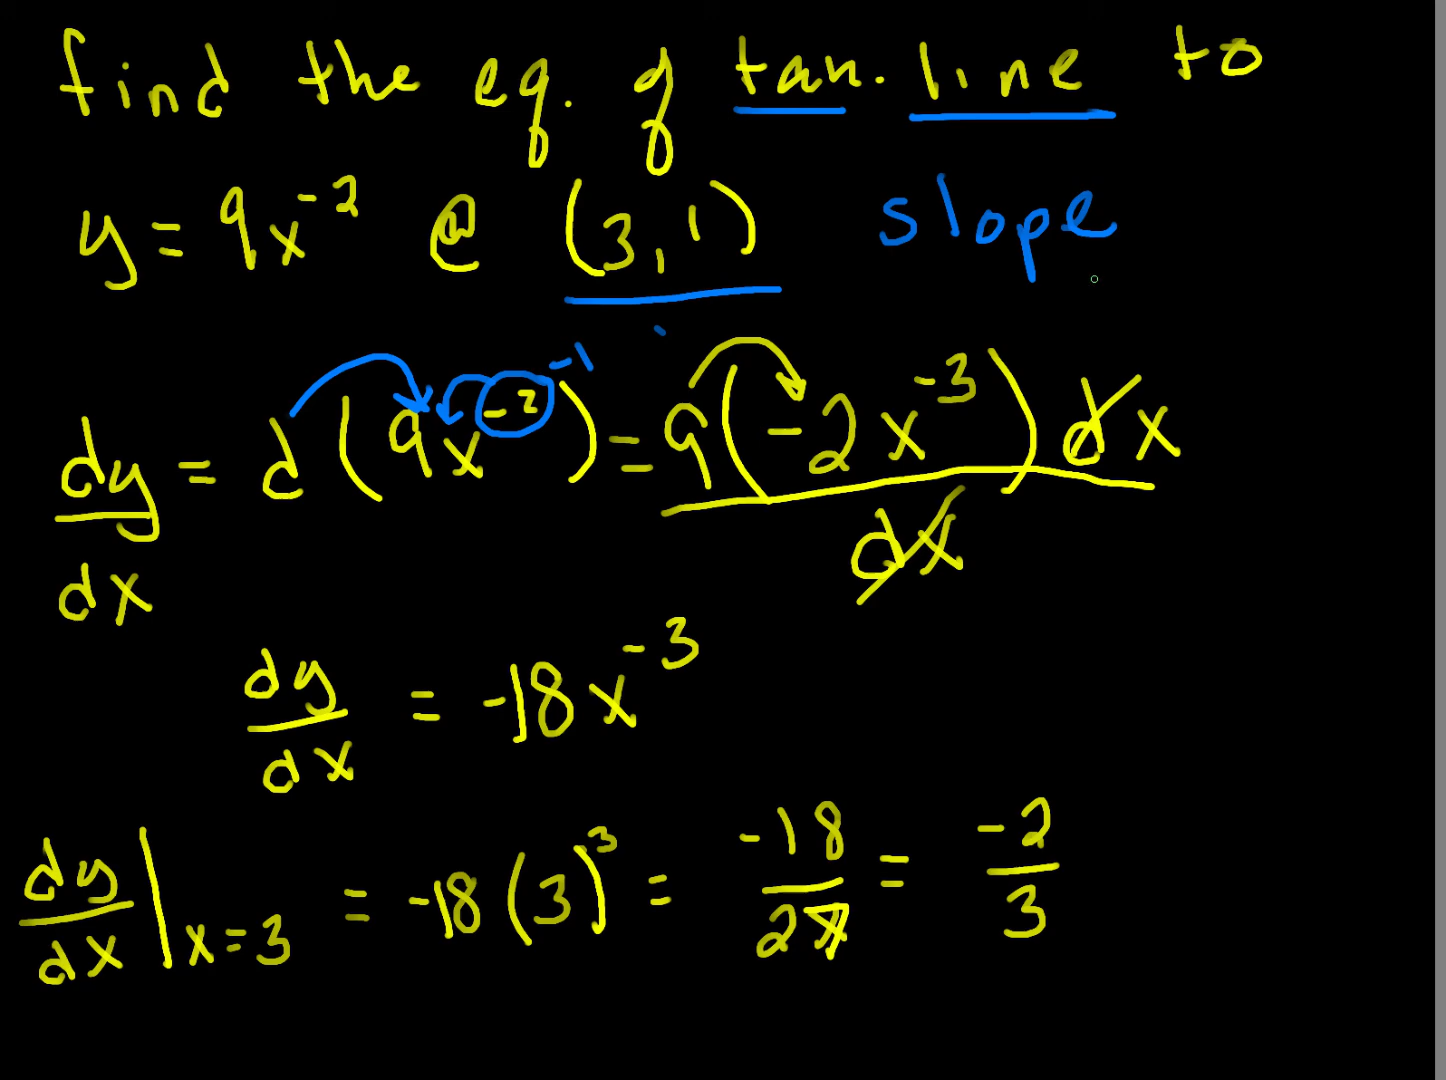 find the eq. of tan. line to
y = 9x^-2 @ (3,1) slope
dy/dx = d(9x^-2)^-1 = 9(-2x^-3)dx/dx
dy/dx = -18x^-3
dy/dx |x=3 = -18(3)^3 = -18/27 = -2/3